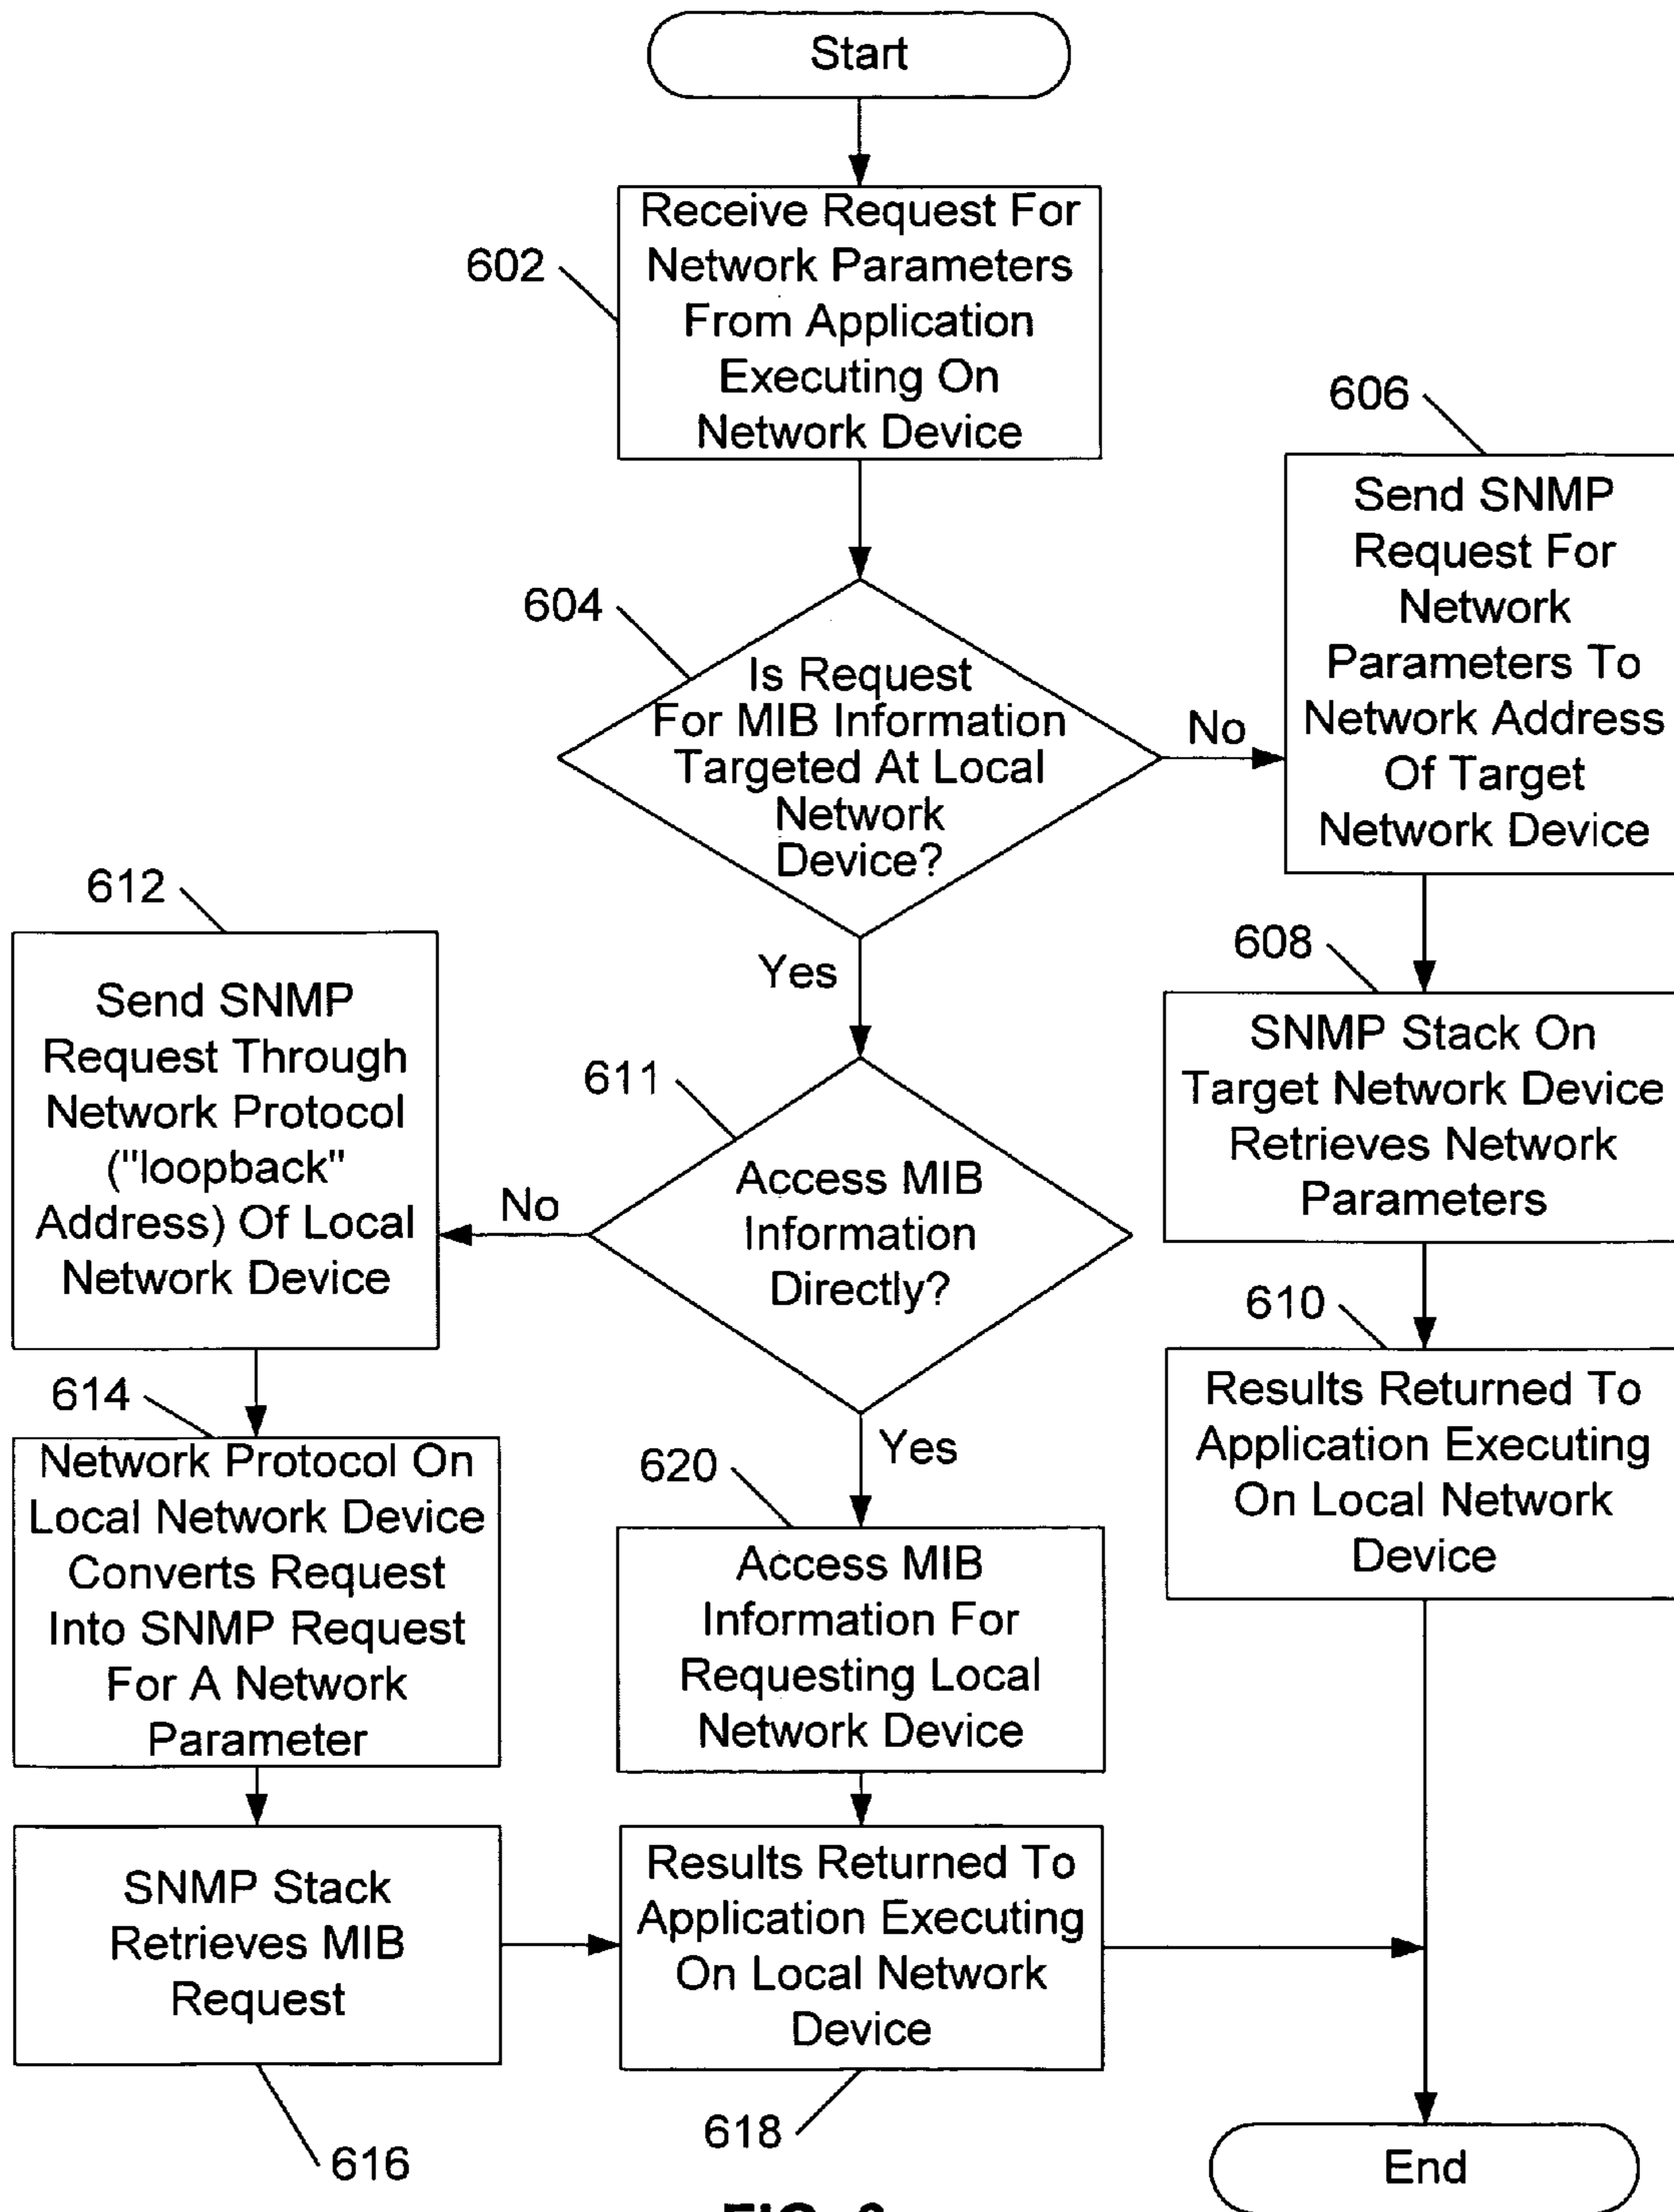 Start
Receive Request For
Network Parameters
From Application
Executing On
Network Device
602
606
Send SNMP
Request For
Network
Parameters To
Network Address
Of Target
Network Device
604
Is Request
For MIB Information
Targeted At Local
Network
Device?
No
Yes
612
Send SNMP
Request Through
Network Protocol
("loopback"
Address) Of Local
Network Device
608
SNMP Stack On
Target Network Device
Retrieves Network
Parameters
611
Access MIB
Information
Directly?
No
Yes
610
Results Returned To
Application Executing
On Local Network
Device
614
Network Protocol On
Local Network Device
Converts Request
Into SNMP Request
For A Network
Parameter
620
Access MIB
Information For
Requesting Local
Network Device
SNMP Stack
Retrieves MIB
Request
616
Results Returned To
Application Executing
On Local Network
Device
618
End